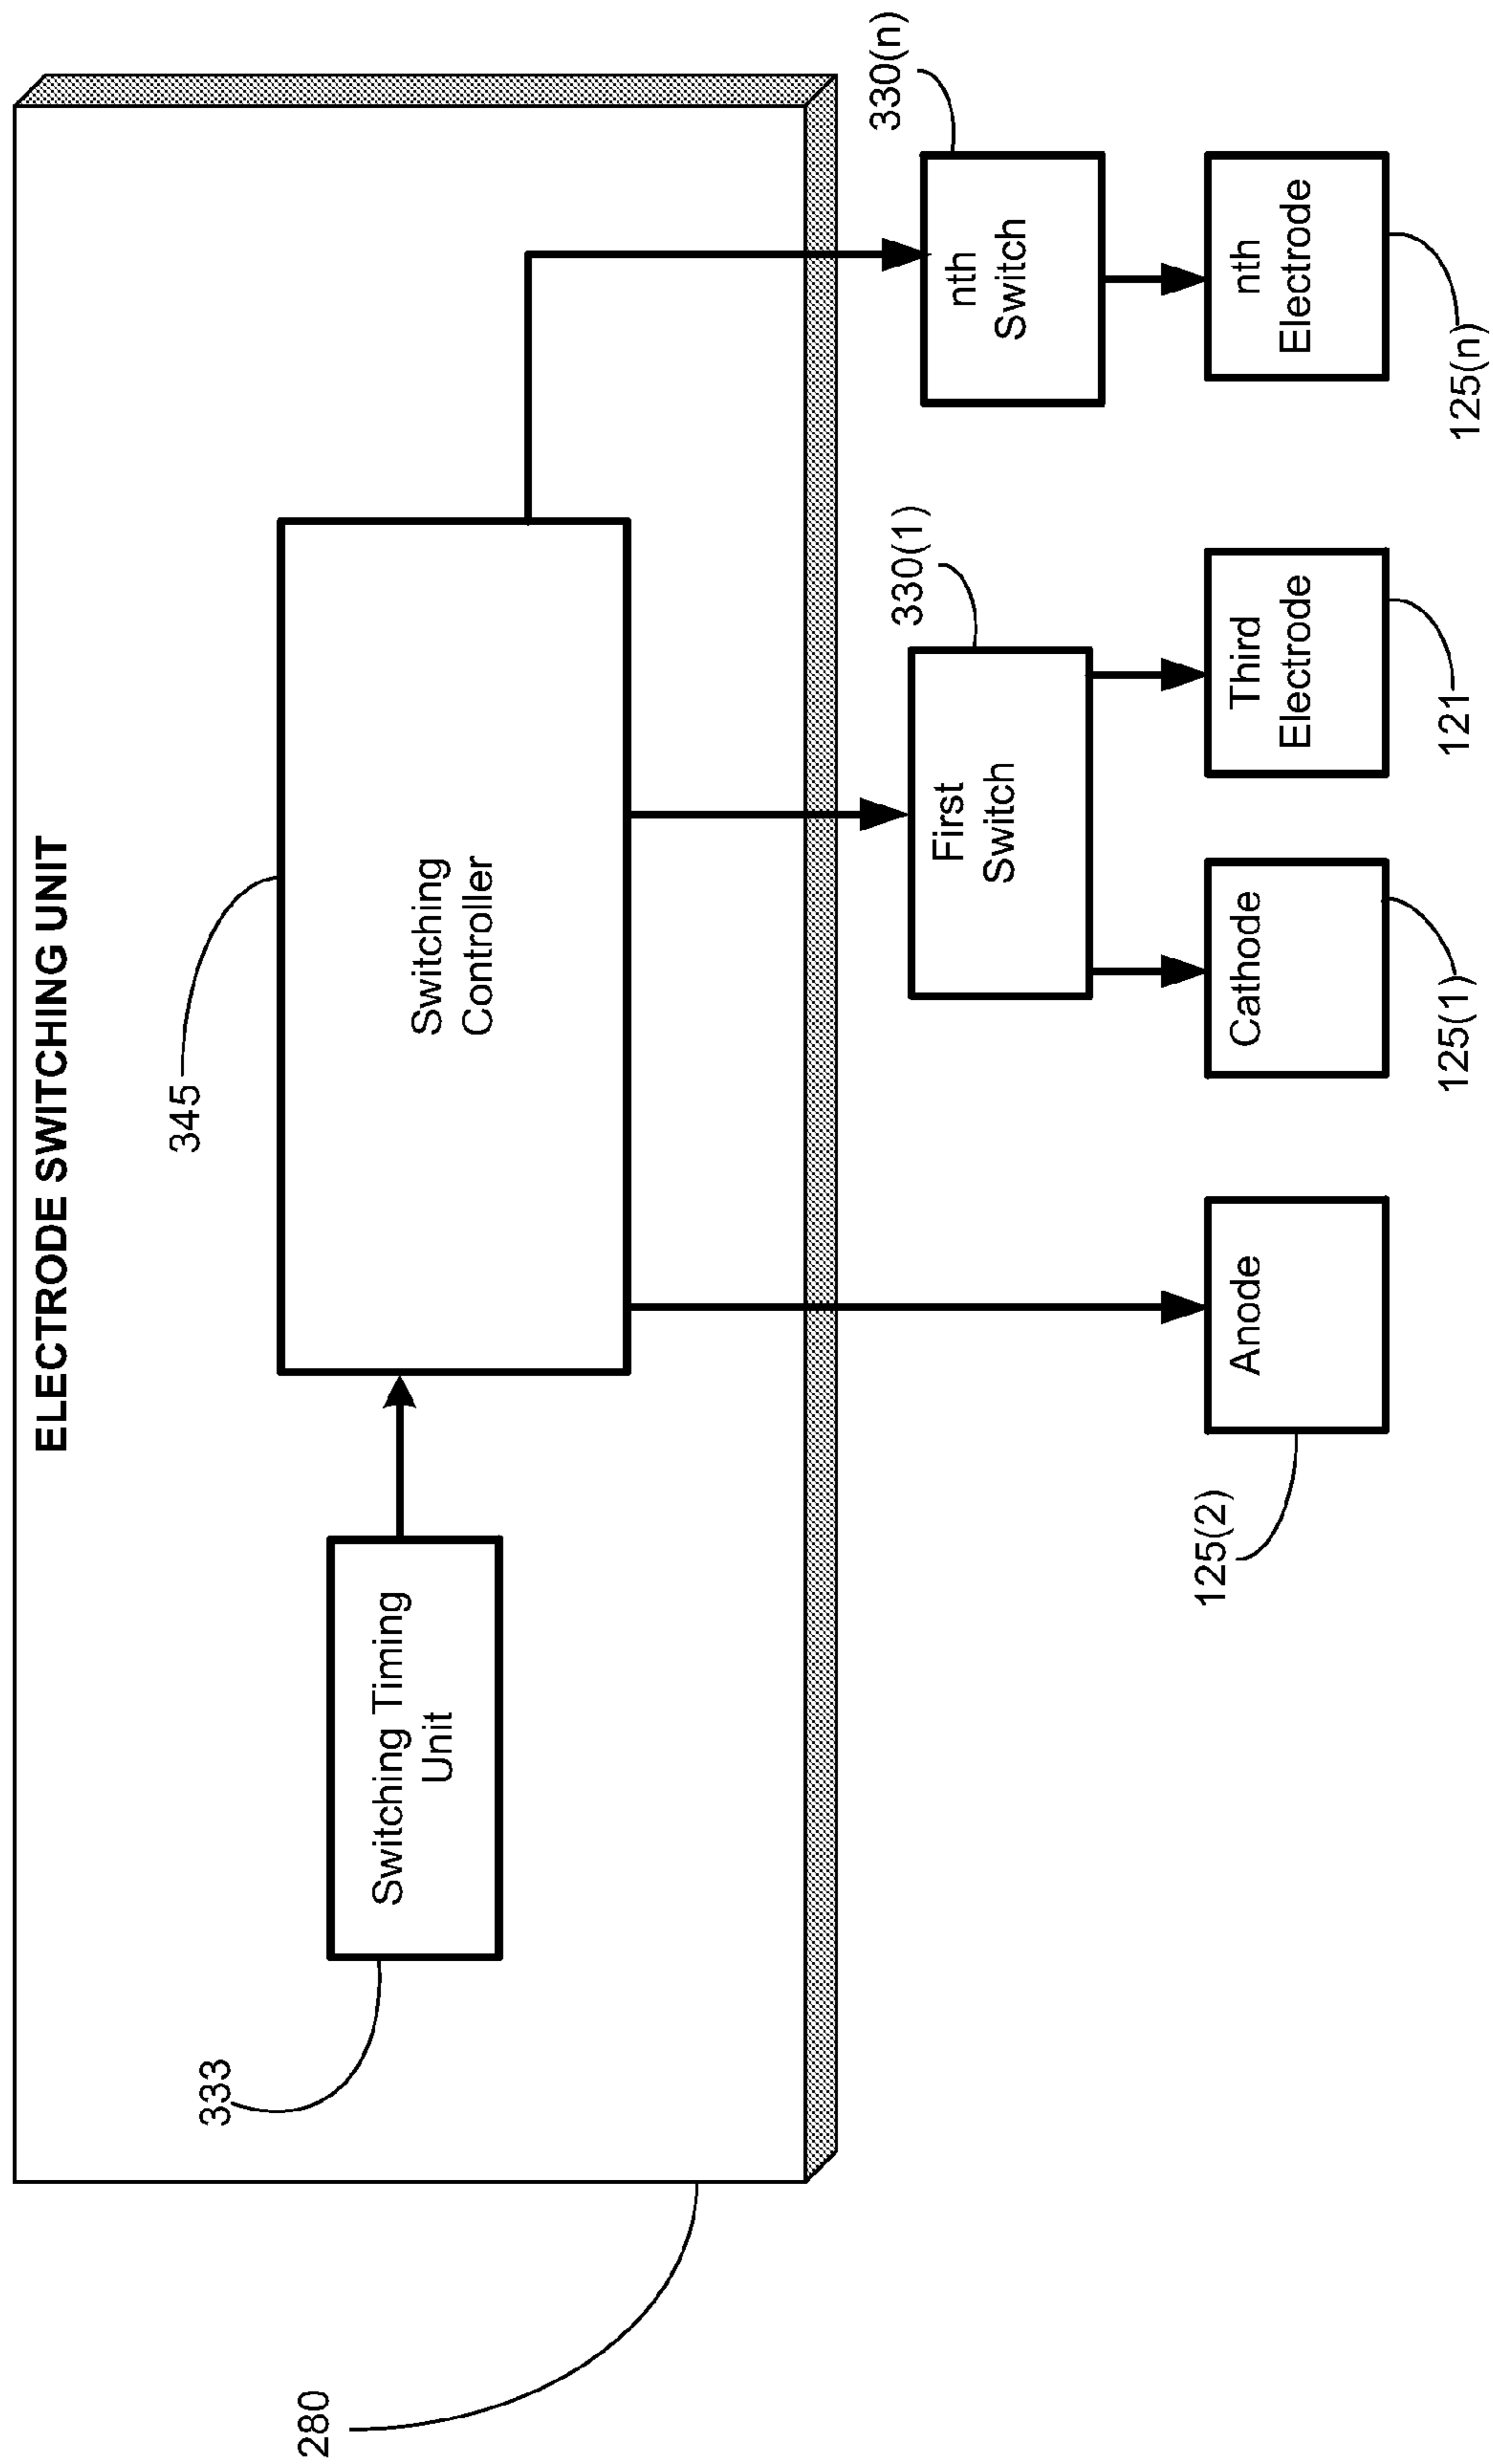 ELECTRODE SWITCHING UNIT
345
333
Switching Timing
Unit
Switching
Controller
280
330(1)
330(n)
First
Switch
nth
Switch
125(2)
Anode
Cathode
Third
Electrode
nth
Electrode
125(1)
121
125(n)